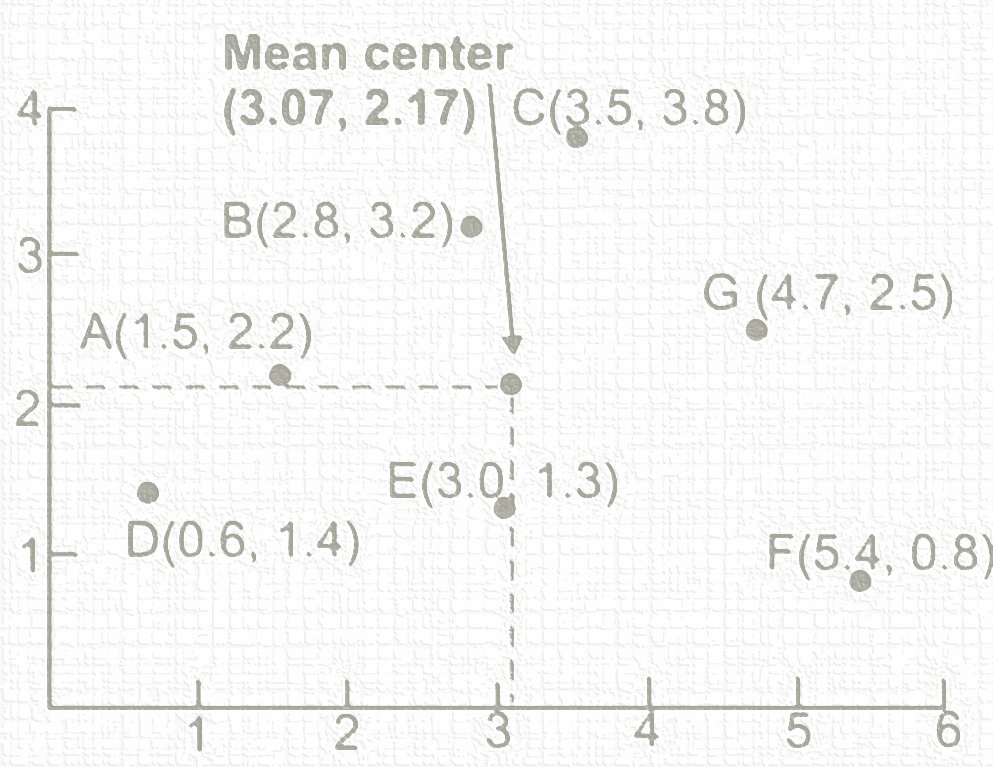 Mean center
(3.07, 2.17)
C(3.5, 3.8)
4
B(2.8, 3.2)
3
G (4.7, 2.5)
A(1.5, 2.2)
2
E(3.0, 1.3)
D(0.6, 1.4)
F(5.4, 0.8)
1
1 2 3 4 5 6